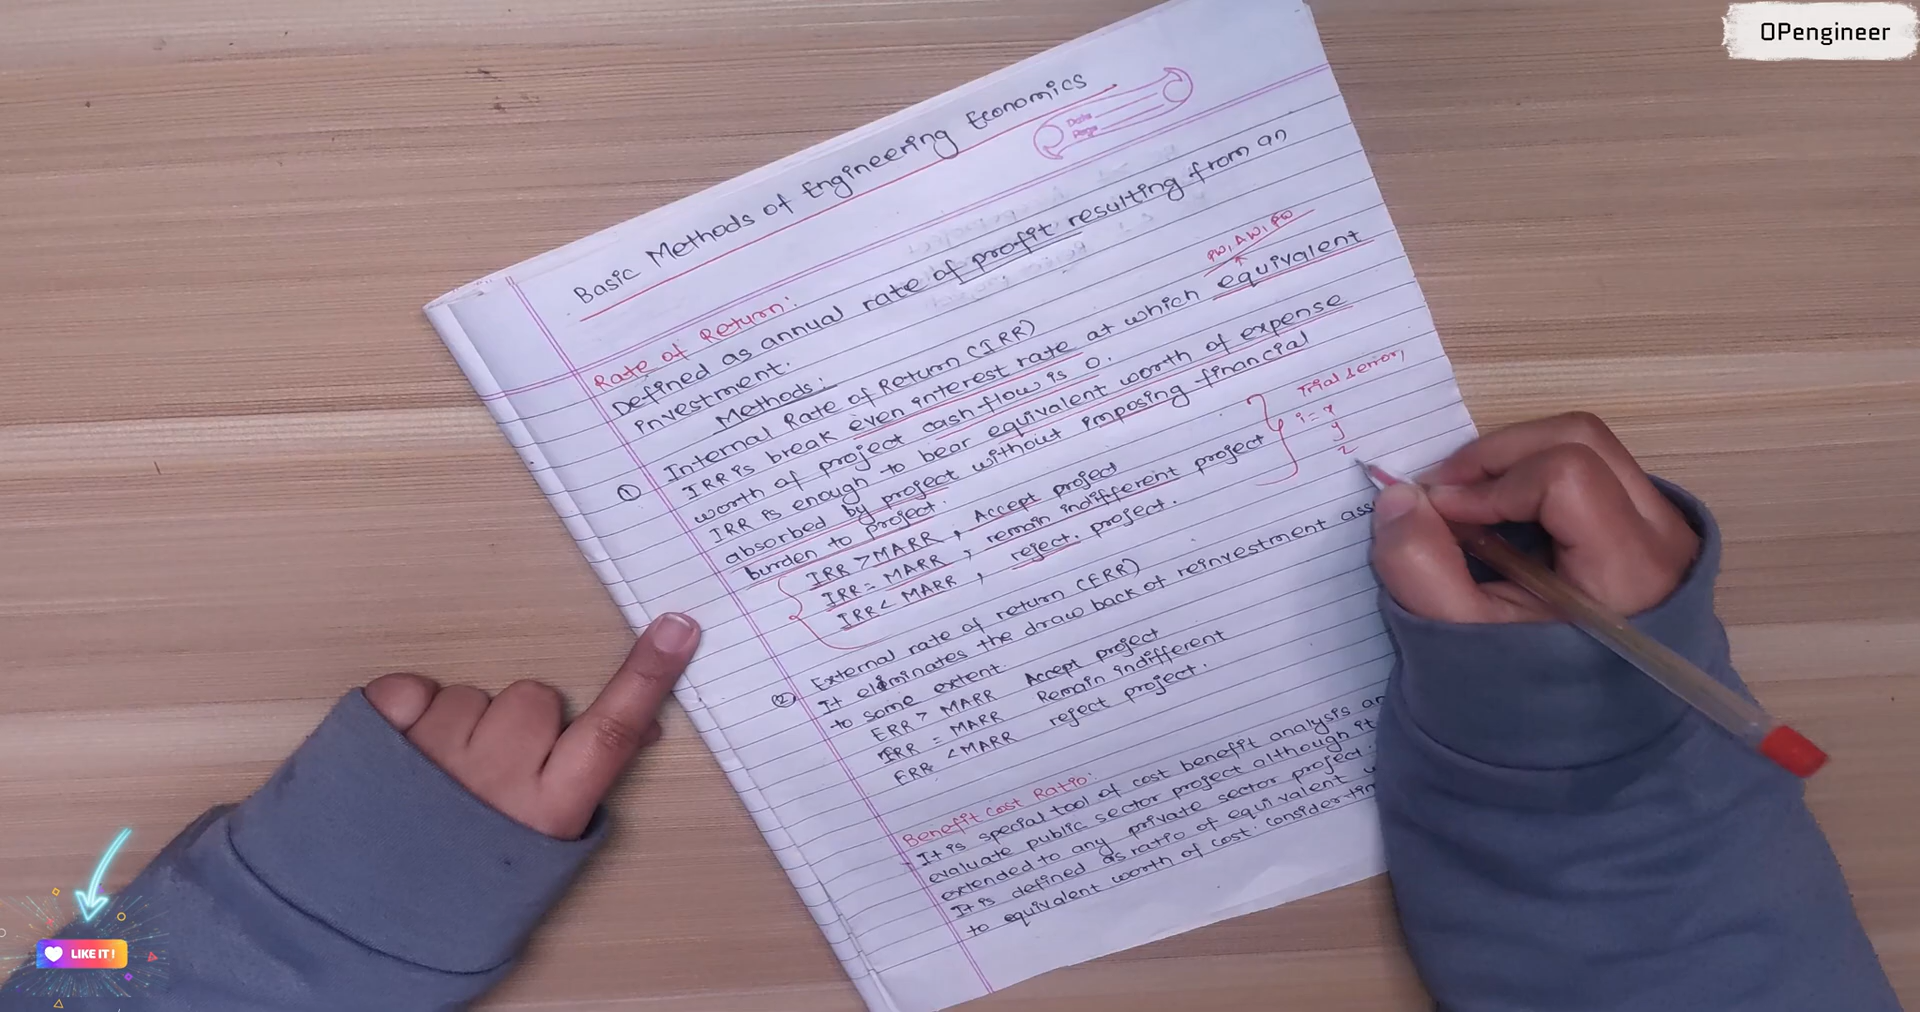 OPengineer
Basic Methods of Engineering Economics
Date
Page
Rate of Return:
Defined as annual rate of profit resulting from an
investment.
Methods:
PW, AW, FW
① Internal Rate of Return (IRR)
IRR is break even interest rate at which equivalent
worth of project cash flow is 0.
IRR is enough to bear equivalent worth of expense
absorbed by project without imposing financial
burden to project.
IRR > MARR , Accept project
IRR = MARR , remain indifferent project
IRR < MARR , reject. project.
Trial & error,
i = x
y
z
② External rate of return (ERR)
It eliminates the draw back of reinvestment ass
to some extent.
ERR > MARR Accept project
IRR = MARR Remain indifferent
ERR < MARR reject project.
Benefit Cost Ratio:
It is special tool of cost benefit analysis an
evaluate public sector project although it
extended to any private sector project.
It is defined as ratio of equivalent w
to equivalent worth of cost. Consider tim
LIKE IT!